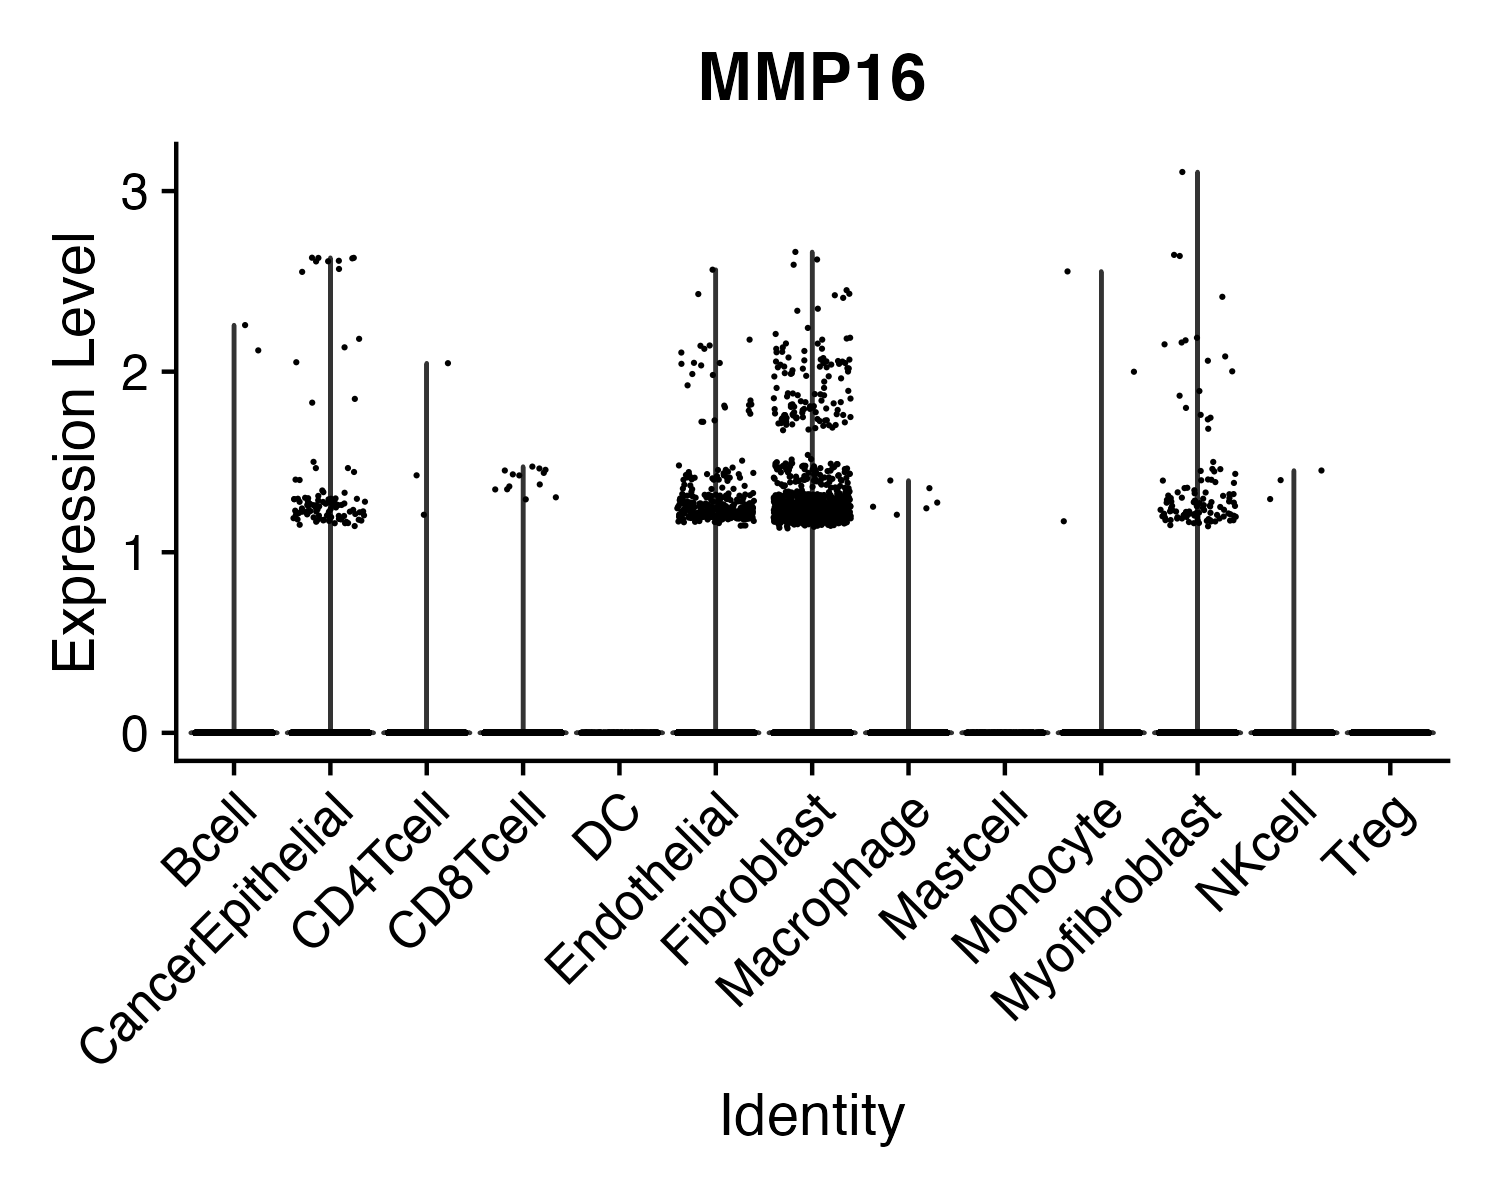 MMP16
Expression Level
3
2
1
0
Bcell
CancerEpithelial
CD4Tcell
CD8Tcell
DC
Endothelial
Fibroblast
Macrophage
Mastcell
Monocyte
Myofibroblast
NKcell
Treg
Identity